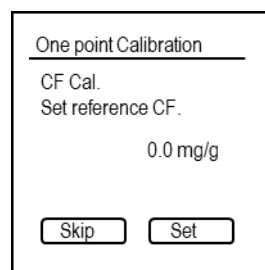 One point Calibration
CF Cal.
Set reference CF.
0.0 mg/g
Skip Set